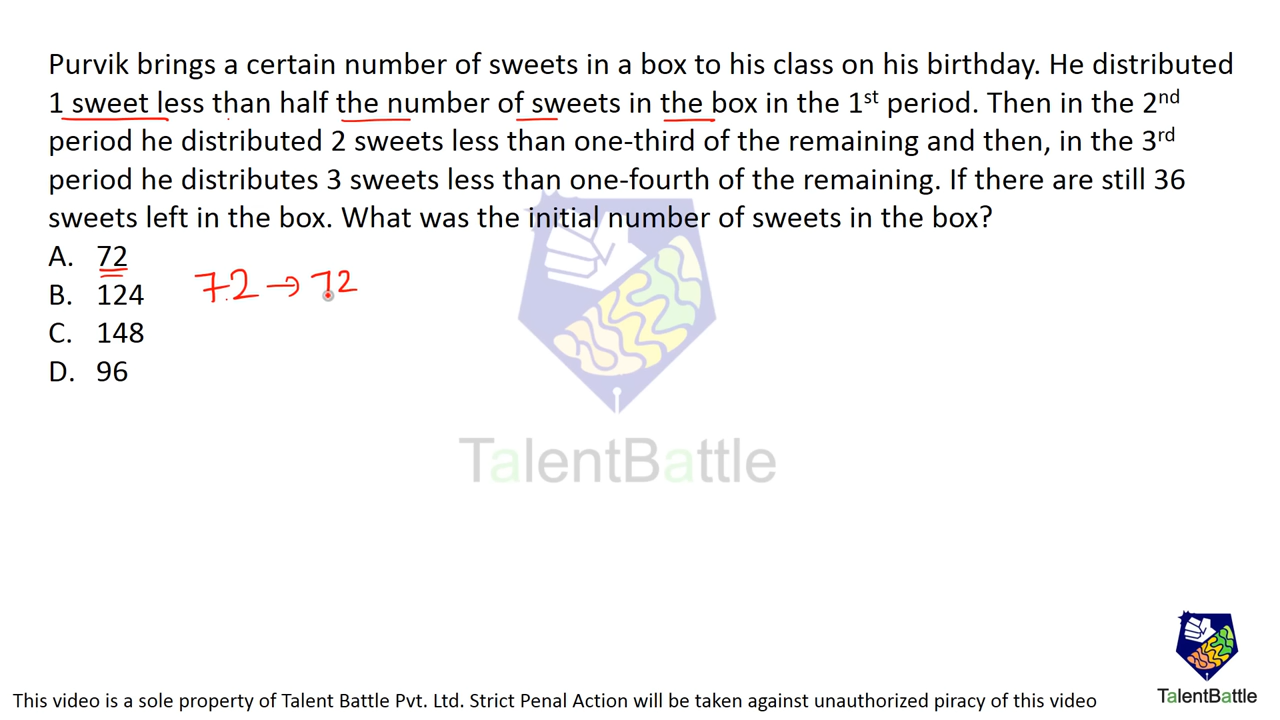 Purvik brings a certain number of sweets in a box to his class on his birthday. He distributed
1 sweet less than half the number of sweets in the box in the 1st period. Then in the 2nd
period he distributed 2 sweets less than one-third of the remaining and then, in the 3rd
period he distributes 3 sweets less than one-fourth of the remaining. If there are still 36
sweets left in the box. What was the initial number of sweets in the box?
A. 72
B. 124
C. 148
D. 96
72 → 72
TalentBattle
TalentBattle
This video is a sole property of Talent Battle Pvt. Ltd. Strict Penal Action will be taken against unauthorized piracy of this video